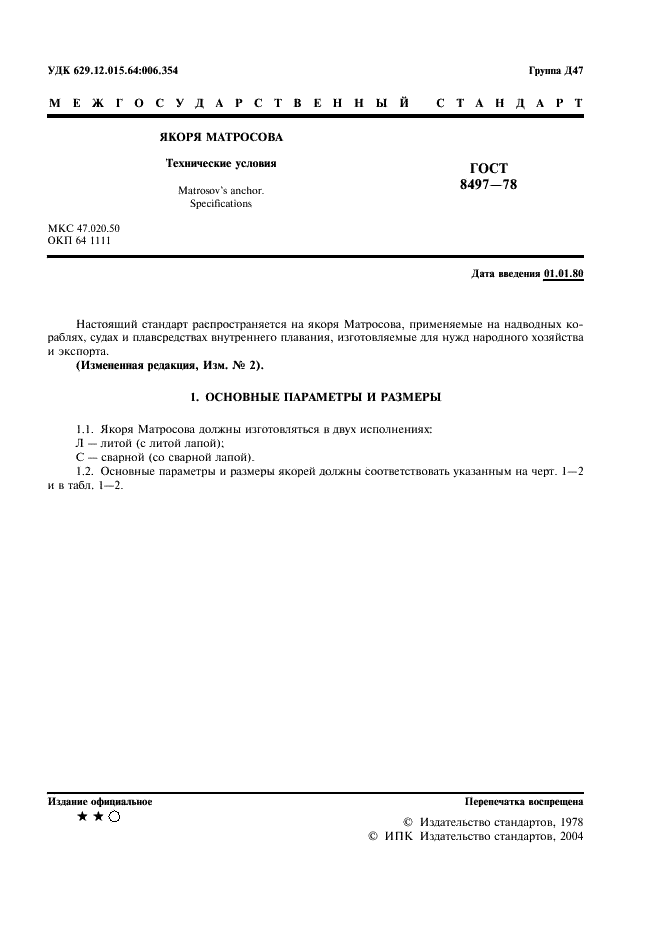 УДК 629.12.015.64:006.354
Группа Д47
МЕЖГОСУДАРСТВЕННЫЙ СТАНДАРТ
ЯКОРЯ МАТРОСОВА
Технические условия
Matrosov's anchor.
Specifications
ГОСТ
8497—78
МКС 47.020.50
ОКП 64 1111
Дата введения 01.01.80
Настоящий стандарт распространяется на якоря Матросова, применяемые на надводных ко-
раблях, судах и плавсредствах внутреннего плавания, изготовляемые для нужд народного хозяйства
и экспорта.
(Измененная редакция, Изм. № 2).
1. ОСНОВНЫЕ ПАРАМЕТРЫ И РАЗМЕРЫ
1.1. Якоря Матросова должны изготовляться в двух исполнениях:
Л — литой (с литой лапой);
С — сварной (со сварной лапой).
1.2. Основные параметры и размеры якорей должны соответствовать указанным на черт. 1—2
и в табл. 1—2.
Издание официальное
Перепечатка воспрещена
★★○
© Издательство стандартов, 1978
© ИПК Издательство стандартов, 2004